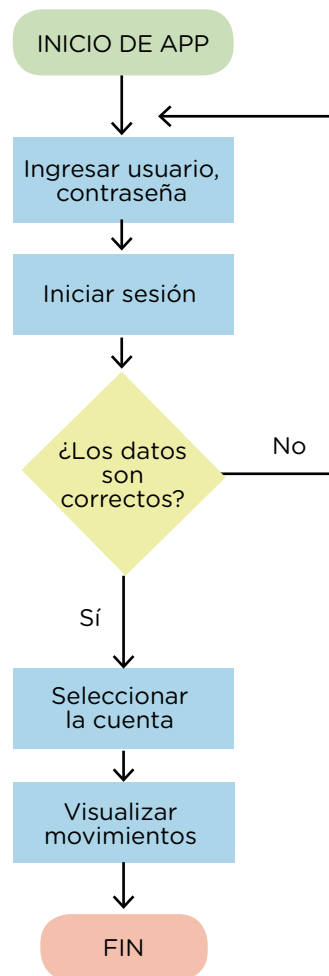 INICIO DE APP
Ingresar usuario,
contraseña
Iniciar sesión
¿Los datos
son
correctos?
No
Sí
Seleccionar
la cuenta
Visualizar
movimientos
FIN